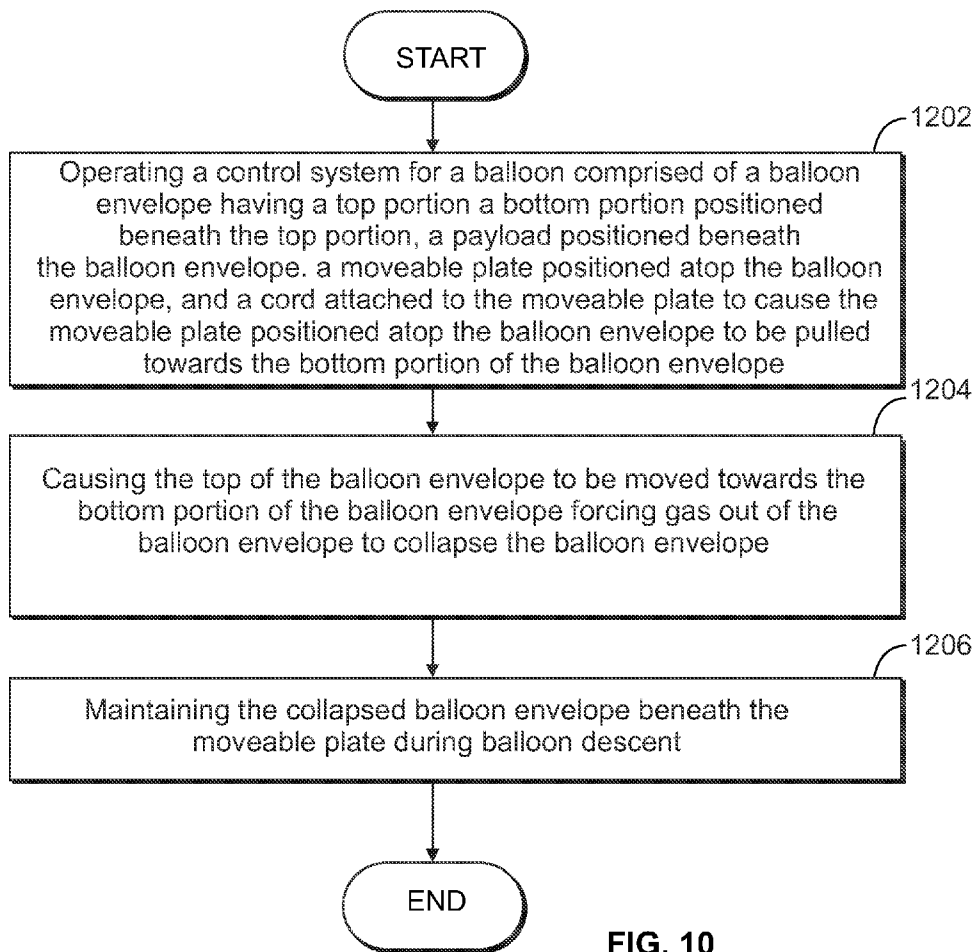 START
1202
Operating a control system for a balloon comprised of a balloon
envelope having a top portion a bottom portion positioned
beneath the top portion, a payload positioned beneath
the balloon envelope. a moveable plate positioned atop the balloon
envelope, and a cord attached to the moveable plate to cause the
moveable plate positioned atop the balloon envelope to be pulled
towards the bottom portion of the balloon envelope
1204
Causing the top of the balloon envelope to be moved towards the
bottom portion of the balloon envelope forcing gas out of the
balloon envelope to collapse the balloon envelope
1206
Maintaining the collapsed balloon envelope beneath the
moveable plate during balloon descent
END
FIG. 10